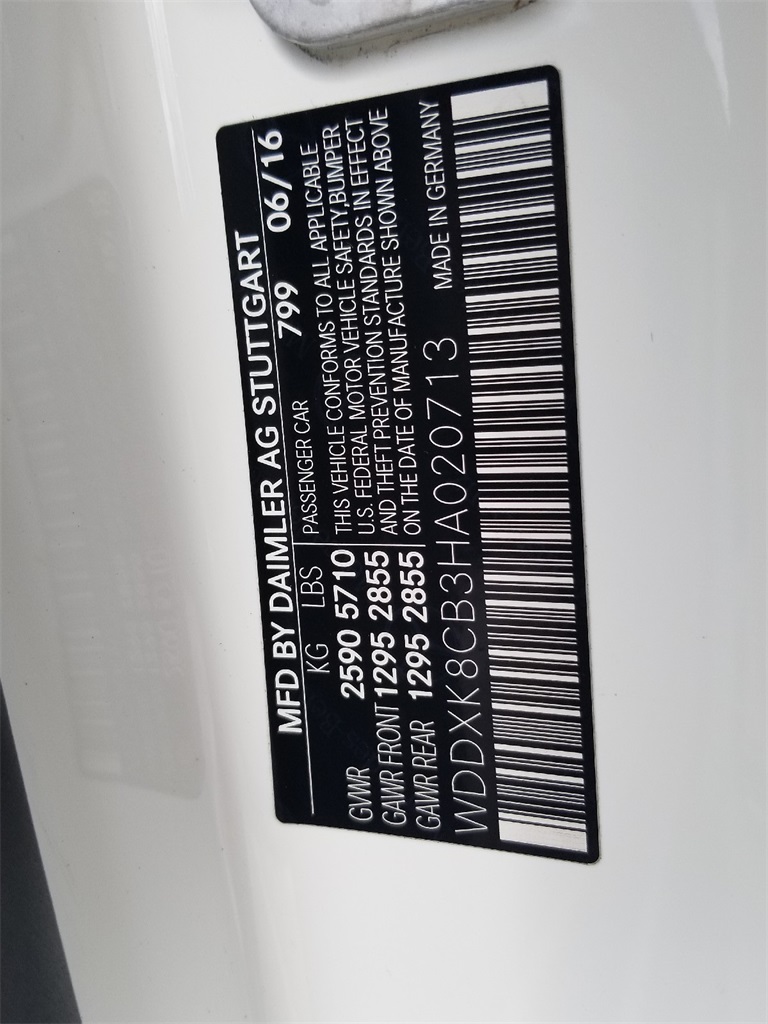 MFD BY DAIMLER AG STUTTGART
799 06/16
KG LBS PASSENGER CAR
GVWR 2590 5710
GAWR FRONT 1295 2855
GAWR REAR 1295 2855
THIS VEHICLE CONFORMS TO ALL APPLICABLE
U.S. FEDERAL MOTOR VEHICLE SAFETY,BUMPER
AND THEFT PREVENTION STANDARDS IN EFFECT
ON THE DATE OF MANUFACTURE SHOWN ABOVE
WDDXK8CB3HA020713 MADE IN GERMANY